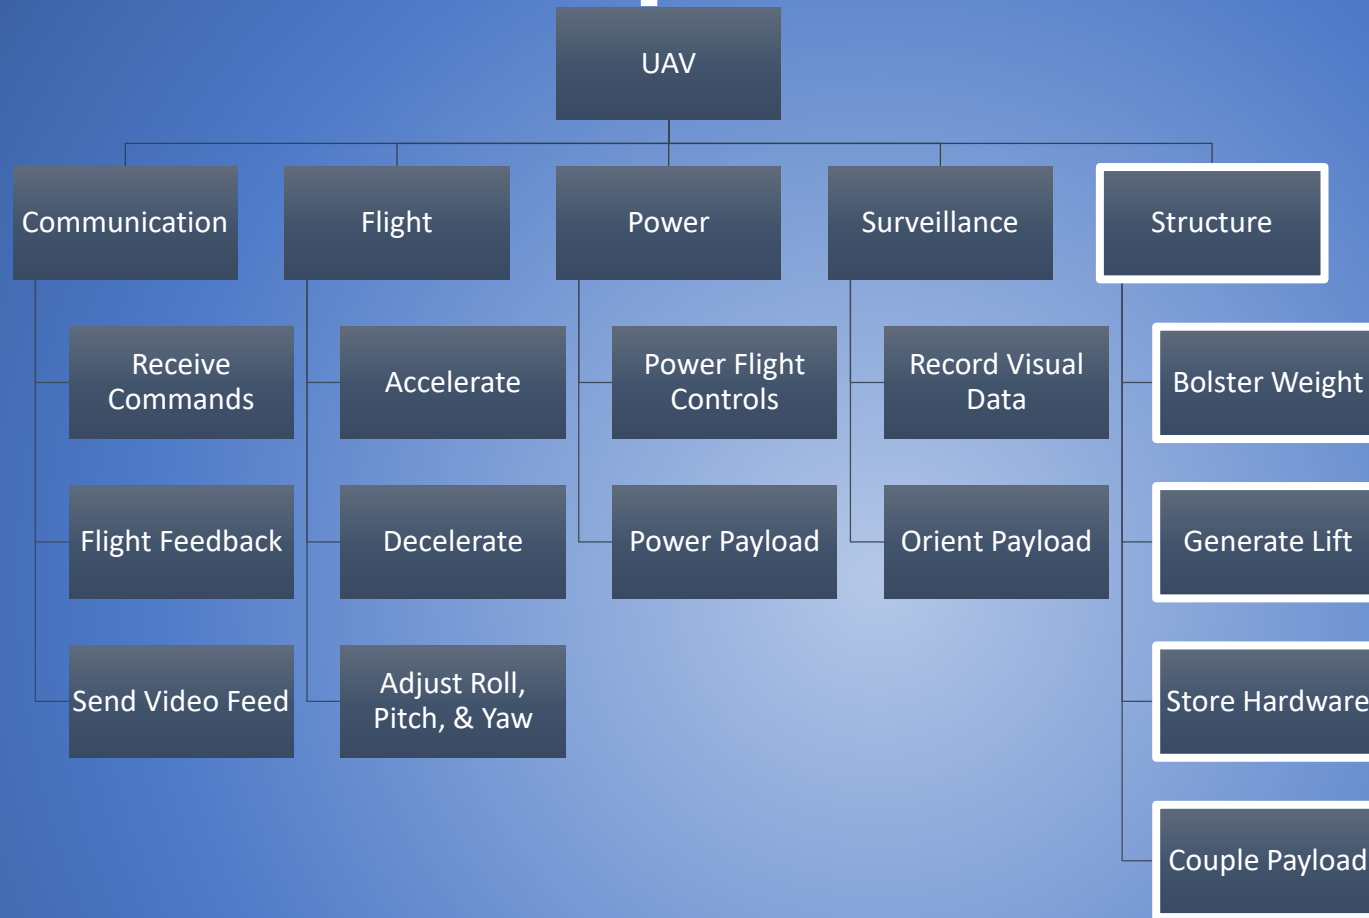 UAV
Communication
Flight
Power
Surveillance
Structure
Receive
Commands
Accelerate
Power Flight
Controls
Record Visual
Data
Bolster Weight
Flight Feedback
Decelerate
Power Payload
Orient Payload
Generate Lift
Send Video Feed
Adjust Roll,
Pitch, & Yaw
Store Hardware
Couple Payload